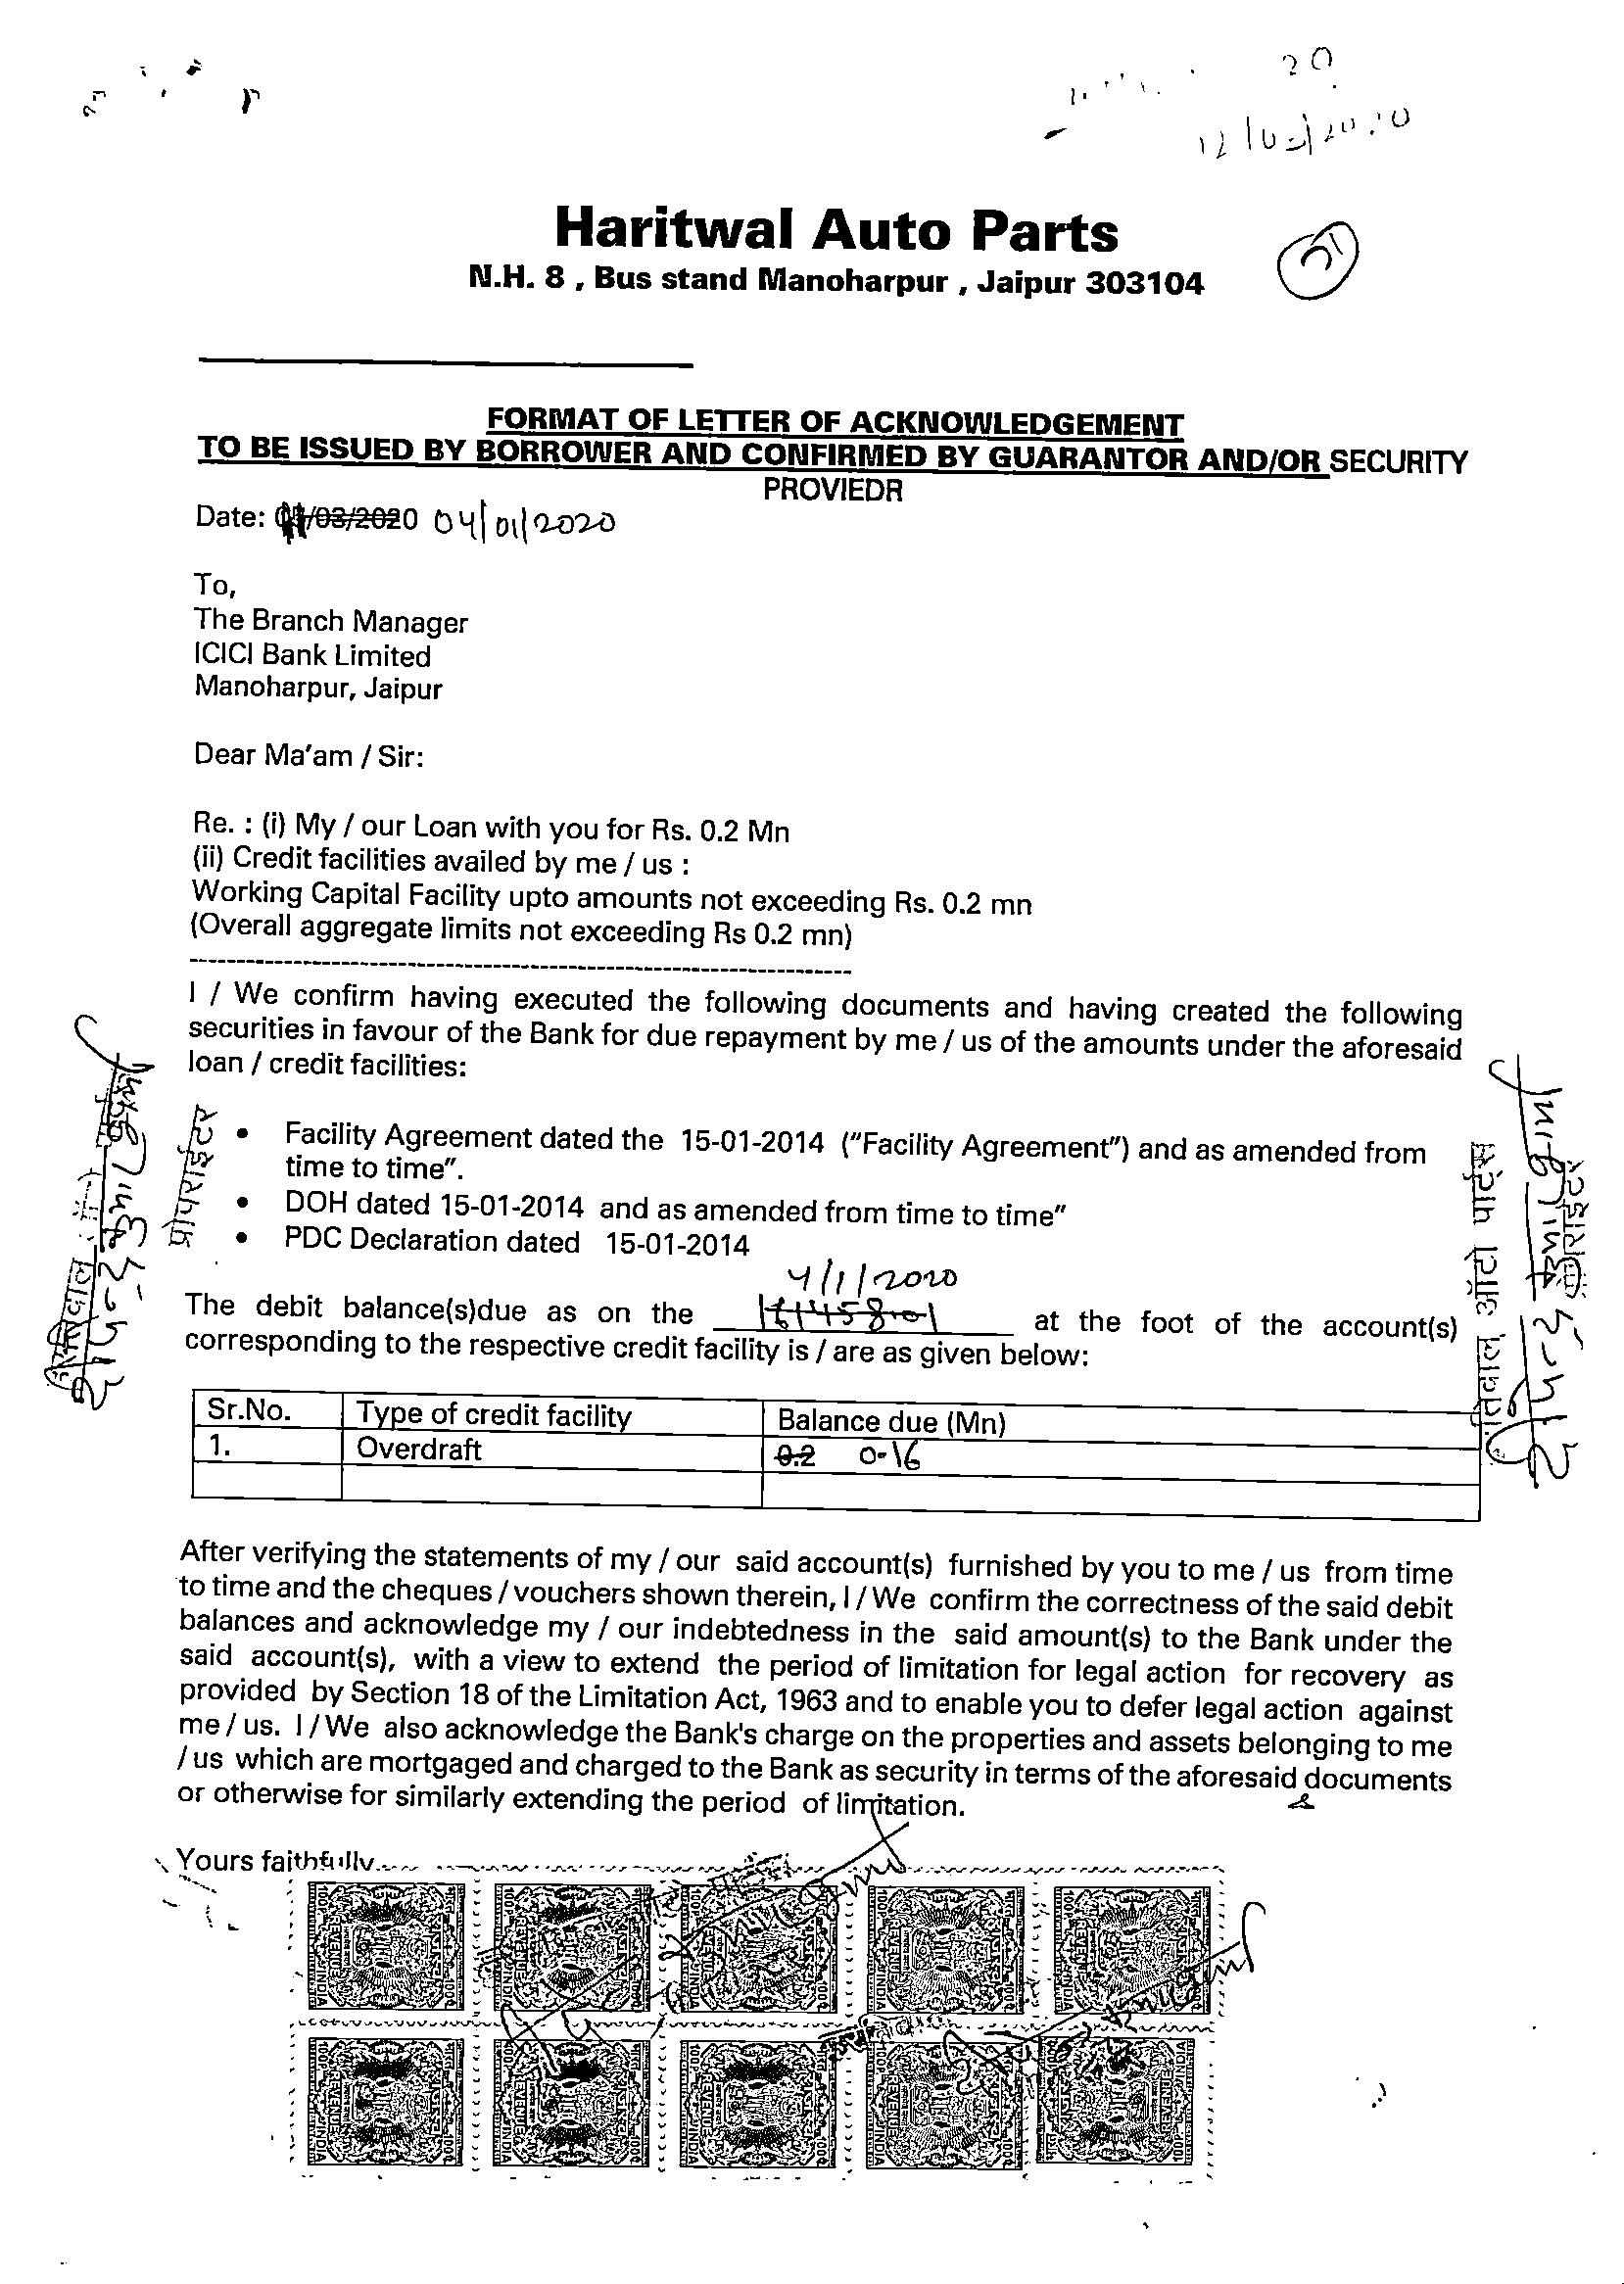 20
Haritwal Auto Parts
N.H. 8 , Bus stand Manoharpur , Jaipur 303104
FORMAT OF LETTER OF ACKNOWLEDGEMENT
TO BE ISSUED BY BORROWER AND CONFIRMED BY GUARANTOR AND/OR SECURITY
PROVIEDR
Date: /03/2020 04/01/2020
To,
The Branch Manager
ICICI Bank Limited
Manoharpur, Jaipur
Dear Ma'am / Sir:
Re. : (i) My / our Loan with you for Rs. 0.2 Mn
(ii) Credit facilities availed by me / us :
Working Capital Facility upto amounts not exceeding Rs. 0.2 mn
(Overall aggregate limits not exceeding Rs 0.2 mn)
I / We confirm having executed the following documents and having created the following
securities in favour of the Bank for due repayment by me / us of the amounts under the aforesaid
loan / credit facilities:
• Facility Agreement dated the 15-01-2014 ("Facility Agreement") and as amended from
time to time".
• DOH dated 15-01-2014 and as amended from time to time"
• PDC Declaration dated 15-01-2014
4/1/2020
The debit balance(s)due as on the at the foot of the account(s)
corresponding to the respective credit facility is / are as given below:
Sr.No. Type of credit facility Balance due (Mn)
1. Overdraft 0.2 0-16
After verifying the statements of my / our said account(s) furnished by you to me / us from time
to time and the cheques / vouchers shown therein, I / We confirm the correctness of the said debit
balances and acknowledge my / our indebtedness in the said amount(s) to the Bank under the
said account(s), with a view to extend the period of limitation for legal action for recovery as
provided by Section 18 of the Limitation Act, 1963 and to enable you to defer legal action against
me / us. I / We also acknowledge the Bank's charge on the properties and assets belonging to me
/ us which are mortgaged and charged to the Bank as security in terms of the aforesaid documents
or otherwise for similarly extending the period of limitation.
Yours faithfully
प्रोपराईटर
ऑटो पार्ट्स
REVENUE
INDIA